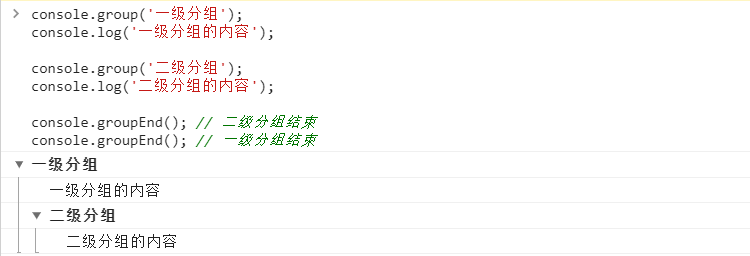 console.group('一级分组');
console.log('一级分组的内容');
console.group('二级分组');
console.log('二级分组的内容');
console.groupEnd(); // 二级分组结束
console.groupEnd(); // 一级分组结束
一级分组
一级分组的内容
二级分组
二级分组的内容